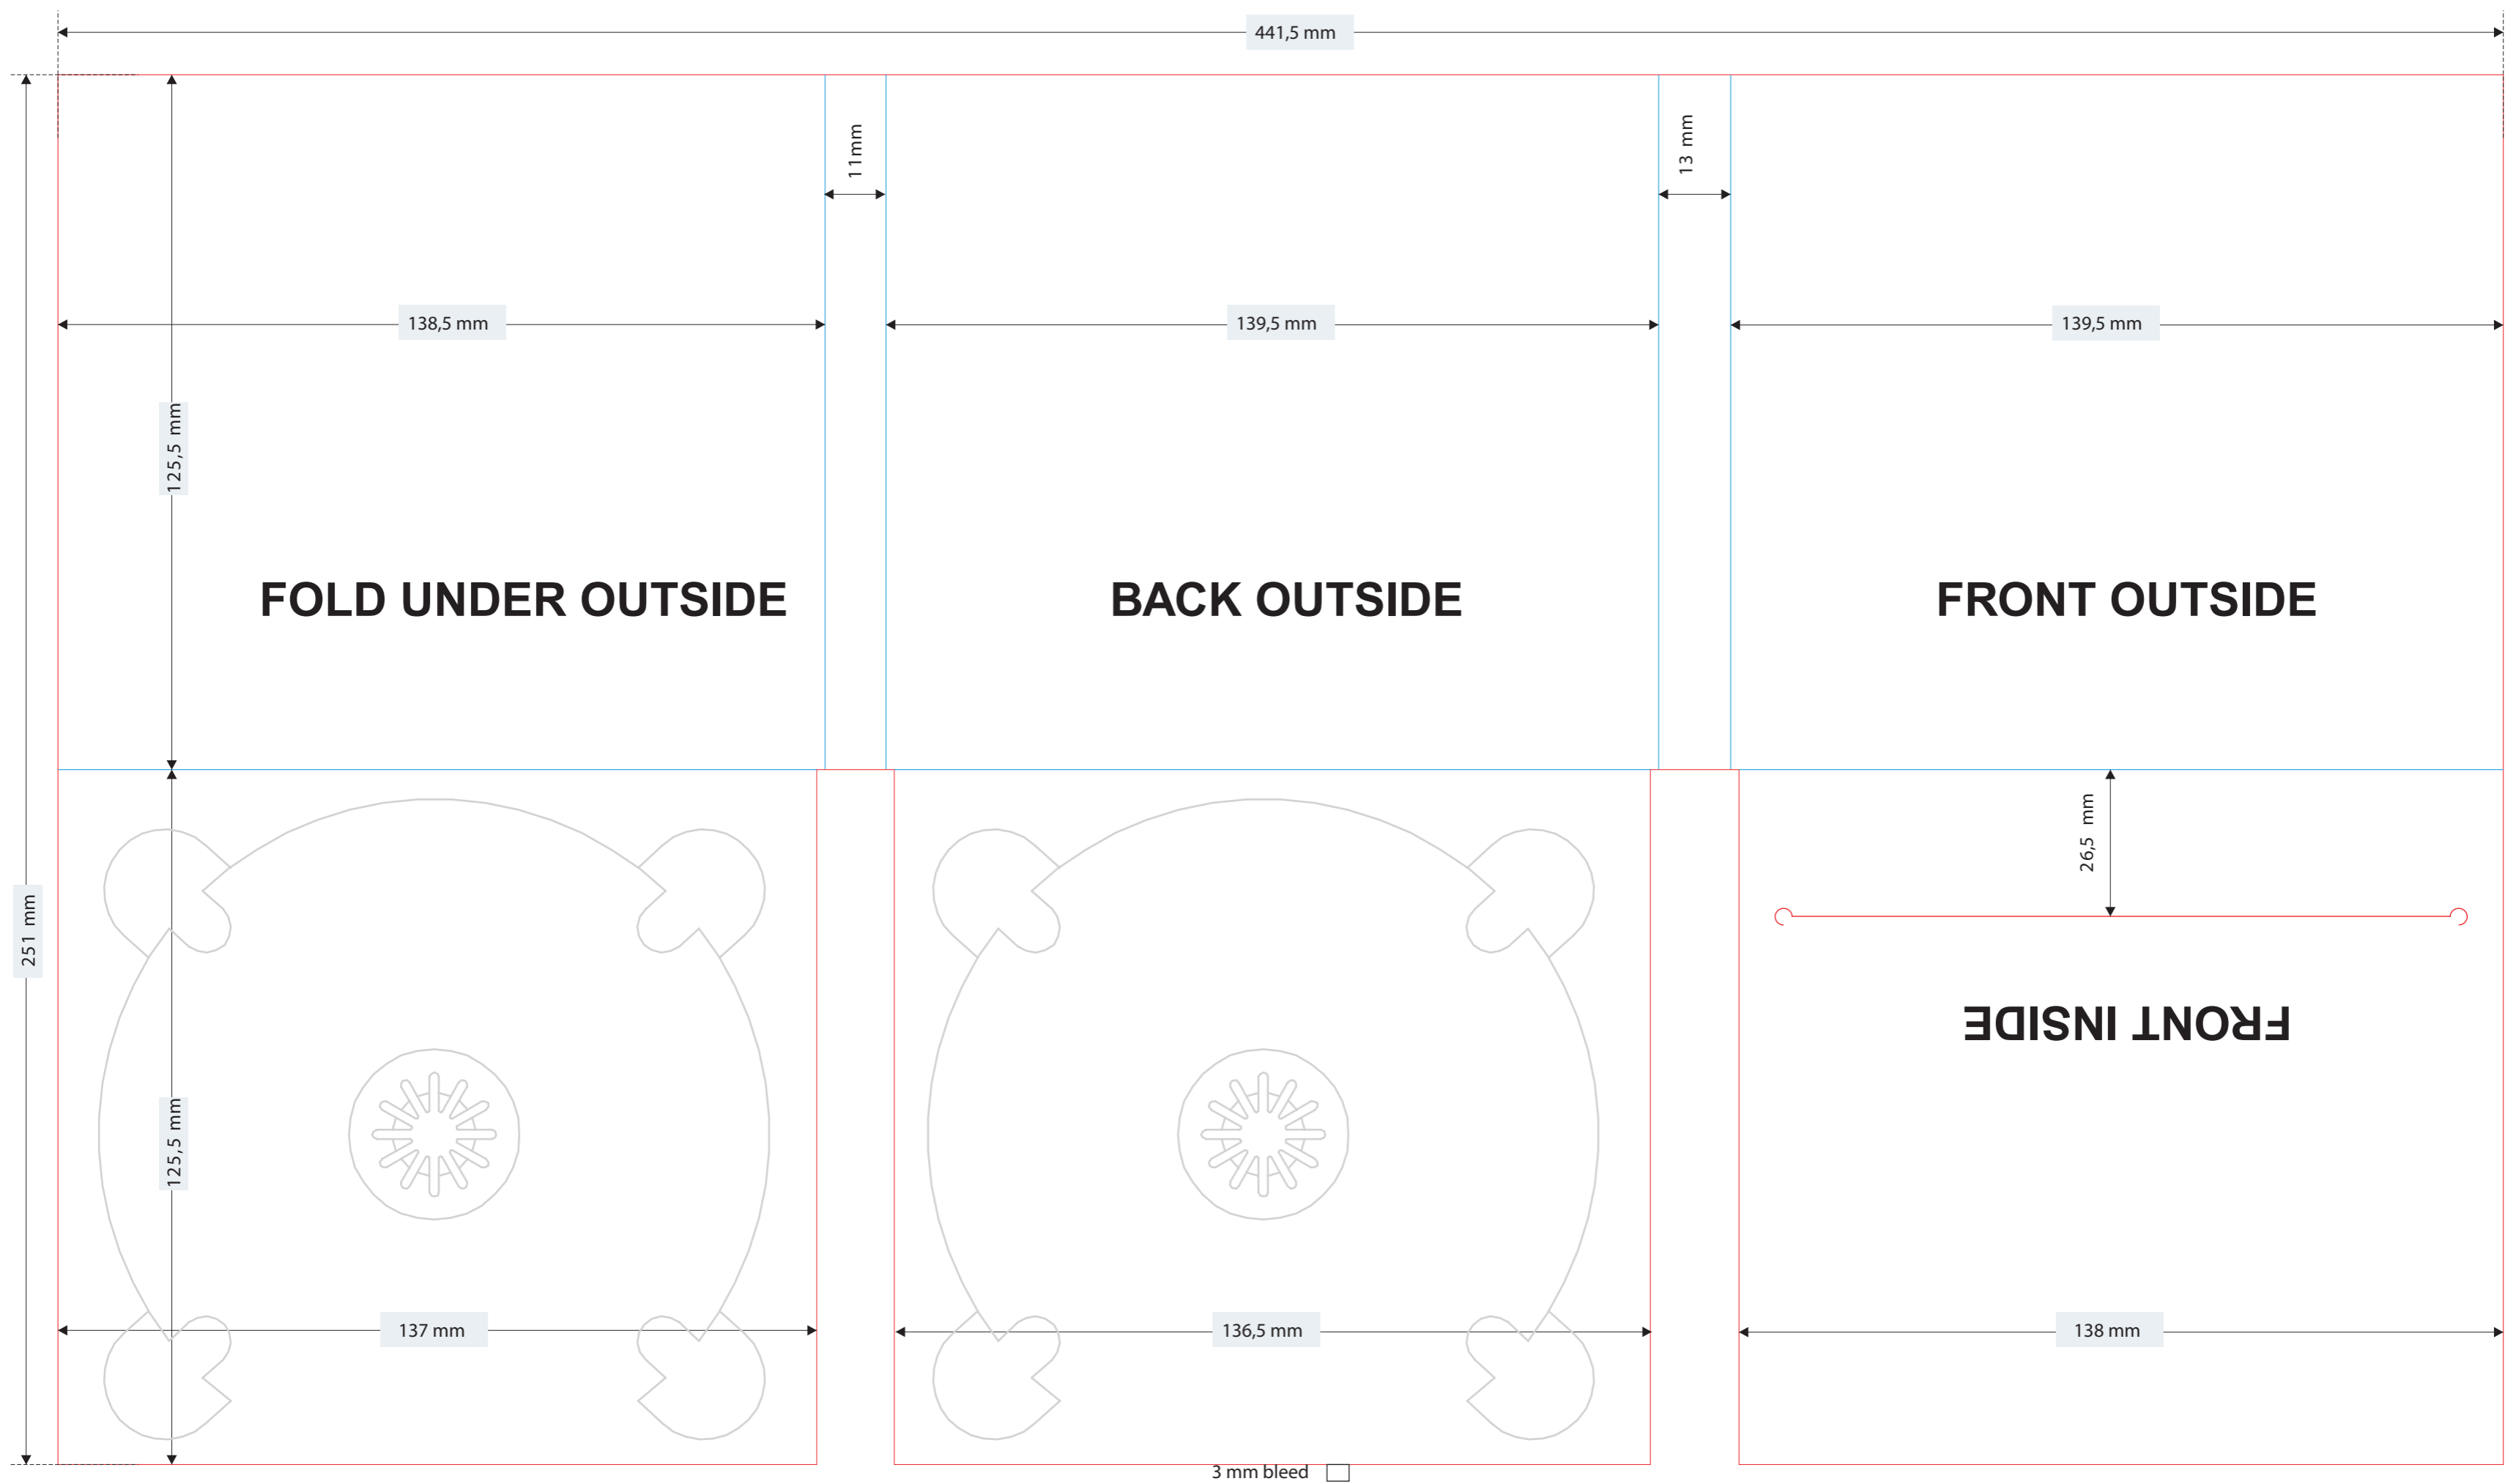 441,5 mm
11mm
13 mm
138,5 mm
139,5 mm
139,5 mm
125,5 mm
FOLD UNDER OUTSIDE
BACK OUTSIDE
FRONT OUTSIDE
26,5 mm
251 mm
FRONT INSIDE
125,5 mm
137 mm
136,5 mm
138 mm
3 mm bleed